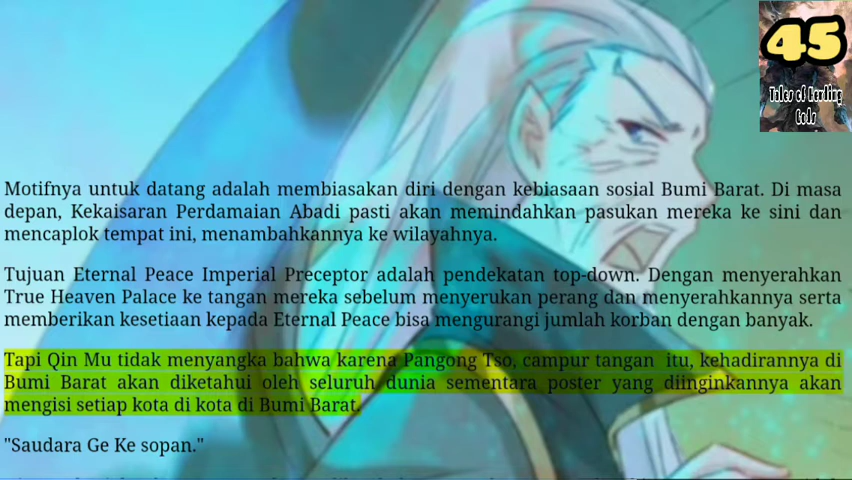 45
Tales of Herding
Gods
Motifnya untuk datang adalah membiasakan diri dengan kebiasaan sosial Bumi Barat. Di masa
depan, Kekaisaran Perdamaian Abadi pasti akan memindahkan pasukan mereka ke sini dan
mencaplok tempat ini, menambahkannya ke wilayahnya.
Tujuan Eternal Peace Imperial Preceptor adalah pendekatan top-down. Dengan menyerahkan
True Heaven Palace ke tangan mereka sebelum menyerukan perang dan menyerahkannya serta
memberikan kesetiaan kepada Eternal Peace bisa mengurangi jumlah korban dengan banyak.
Tapi Qin Mu tidak menyangka bahwa karena Pangong Tso, campur tangan itu, kehadirannya di
Bumi Barat akan diketahui oleh seluruh dunia sementara poster yang diinginkannya akan
mengisi setiap kota di kota di Bumi Barat.
"Saudara Ge Ke sopan."